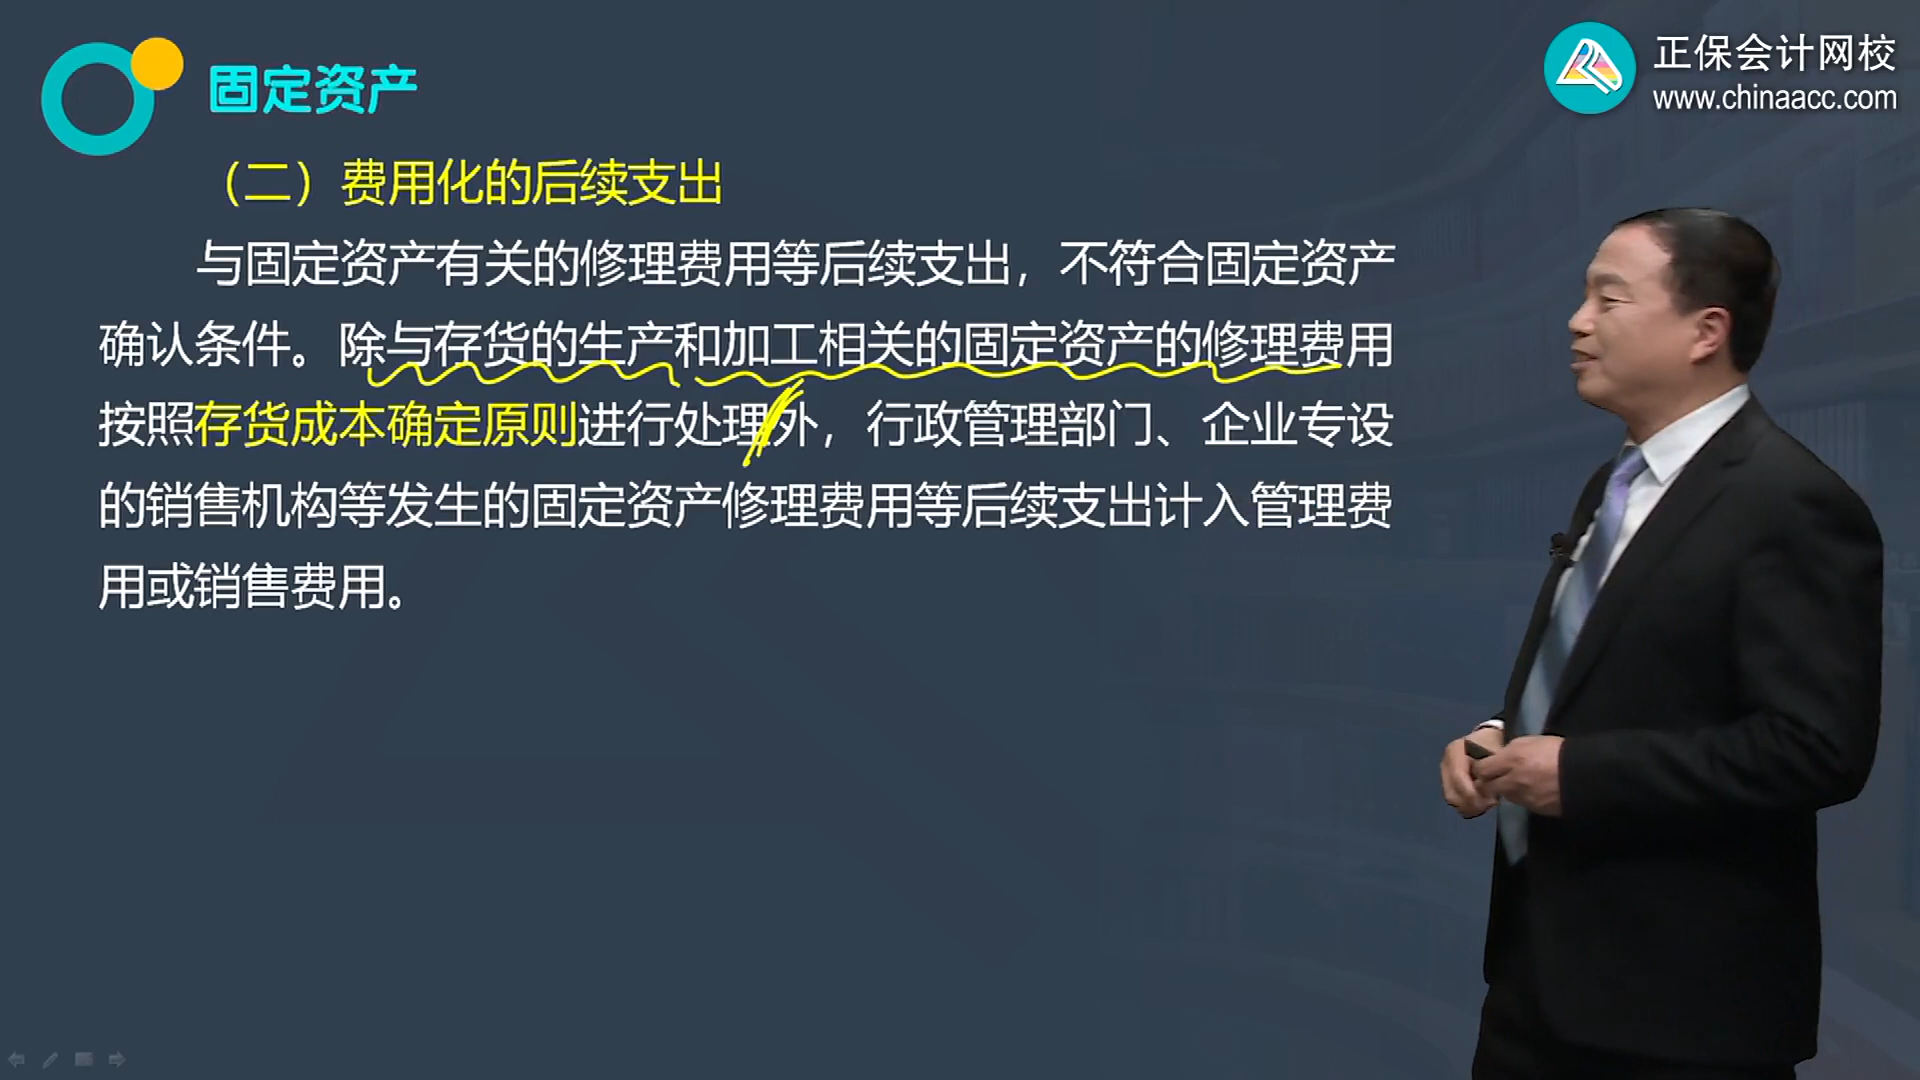 固定资产
正保会计网校
www.chinaacc.com
（二）费用化的后续支出
与固定资产有关的修理费用等后续支出，不符合固定资产
确认条件。除与存货的生产和加工相关的固定资产的修理费用
按照存货成本确定原则进行处理外，行政管理部门、企业专设
的销售机构等发生的固定资产修理费用等后续支出计入管理费
用或销售费用。